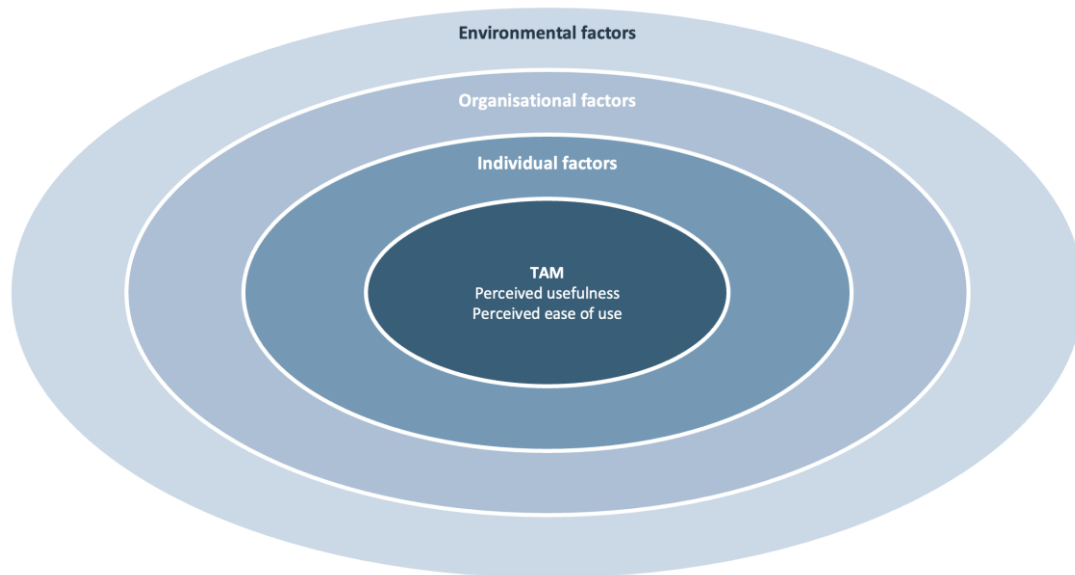 Environmental factors
Organisational factors
Individual factors
TAM
Perceived usefulness
Perceived ease of use